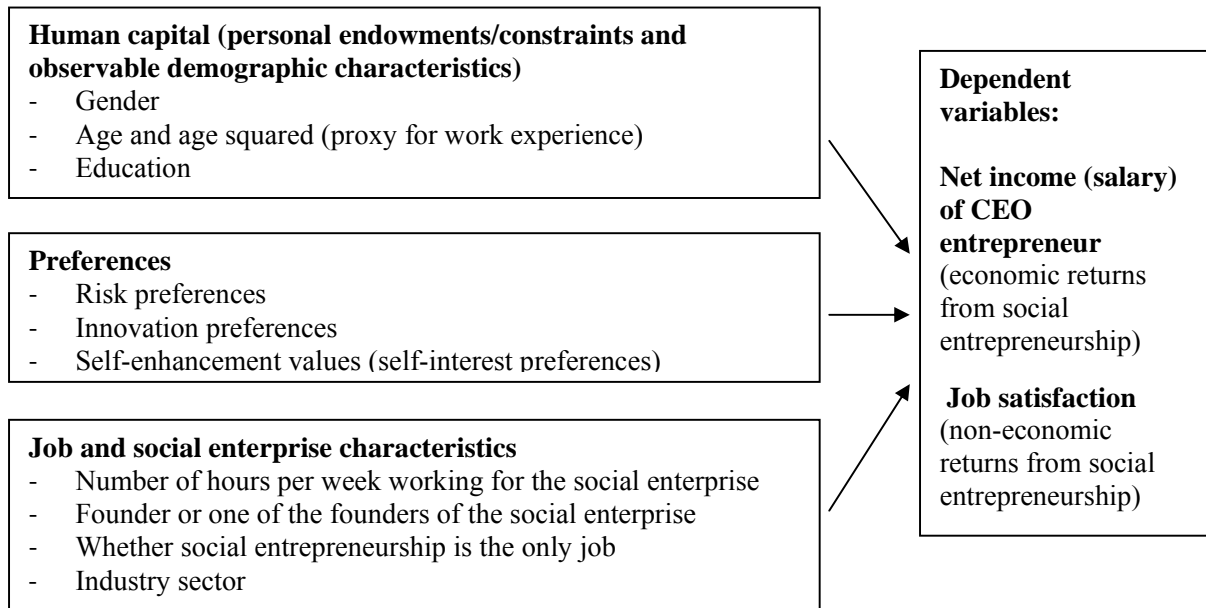 Human capital (personal endowments/constraints and
observable demographic characteristics)
- Gender
- Age and age squared (proxy for work experience)
- Education
Preferences
- Risk preferences
- Innovation preferences
- Self-enhancement values (self-interest preferences)
Job and social enterprise characteristics
- Number of hours per week working for the social enterprise
- Founder or one of the founders of the social enterprise
- Whether social entrepreneurship is the only job
- Industry sector
Dependent
variables:
Net income (salary)
of CEO
entrepreneur
(economic returns
from social
entrepreneurship)
Job satisfaction
(non-economic
returns from social
entrepreneurship)